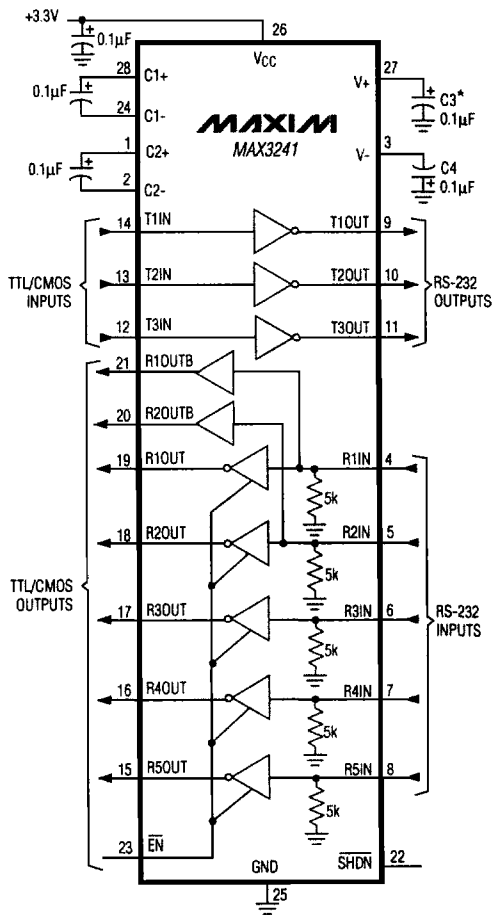 +3.3V
0.1µF
26
VCC
28
C1+
0.1µF
24
C1-
1
C2+
0.1µF
2
C2-
V+
27
C3*
0.1µF
3
V-
C4
0.1µF
MAXIM
MAX3241
TTL/CMOS
INPUTS
14
T1IN
T1OUT
9
13
T2IN
T2OUT
10
RS-232
OUTPUTS
12
T3IN
T3OUT
11
21
R1OUTB
20
R2OUTB
19
R1OUT
R1IN
4
5k
18
R2OUT
R2IN
5
5k
TTL/CMOS
OUTPUTS
17
R3OUT
R3IN
6
5k
RS-232
INPUTS
16
R4OUT
R4IN
7
5k
15
R5OUT
R5IN
8
5k
23
EN
GND
25
SHDN
22